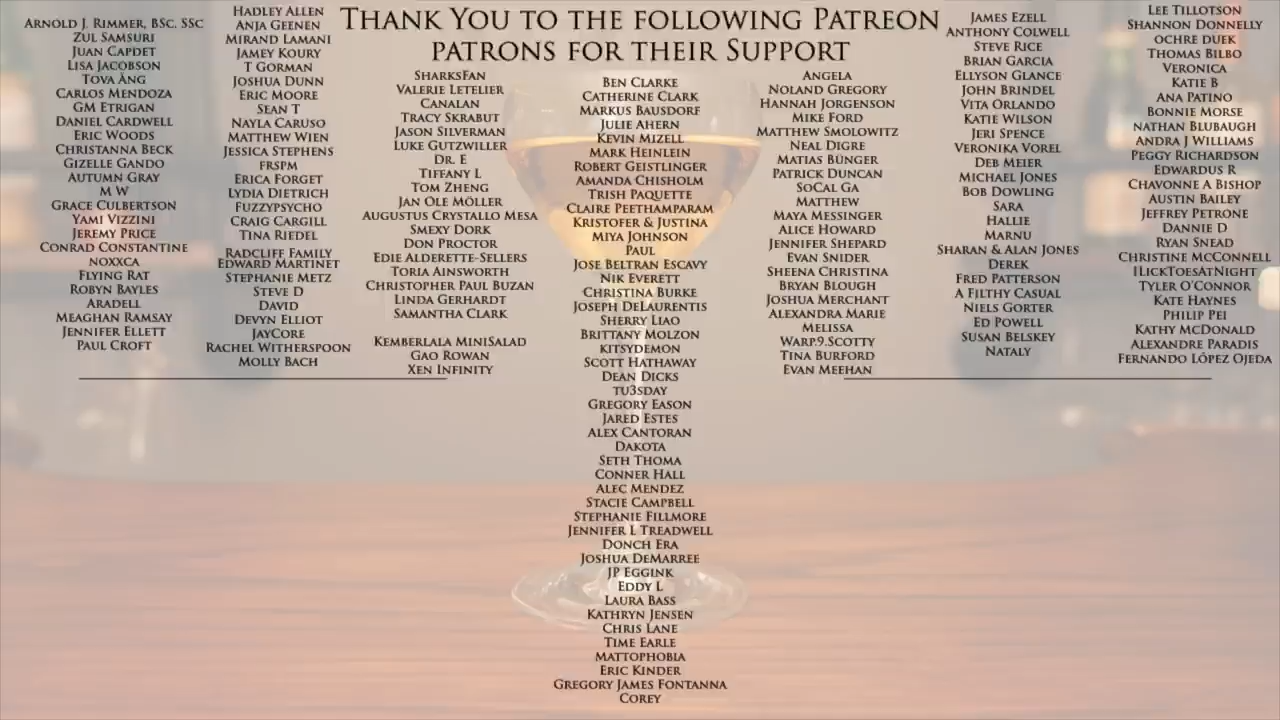 Thank You to the following Patreon
patrons for their Support
Arnold J. Rimmer, BSc, SSc
Zul Samsuri
Juan Capdet
Lisa Jacobson
Tova Äng
Carlos Mendoza
GM Etrigan
Daniel Cardwell
Eric Woods
Christanna Beck
Gizelle Gando
Autumn Gray
M W
Grace Culbertson
Yami Vizzini
Jeremy Price
Conrad Constantine
noxxca
Flying Rat
Robyn Bayles
Aradell
Meaghan Ramsay
Jennifer Ellett
Paul Croft
Hadley Allen
Anja Geenen
Mirand Lamani
Jamey Koury
T Gorman
Joshua Dunn
Eric Moore
Sean T
Nayla Caruso
Matthew Wien
Jessica Stephens
frspm
Erica Forget
Lydia Dietrich
Fuzzypsycho
Craig Cargill
Tina Riedel
Radcliff Family
Edward Martinet
Stephanie Metz
Steve D
David
Devyn Elliot
JayCore
Rachel Witherspoon
Molly Bach
SharksFan
Valerie Letelier
Canalan
Tracy Skrabut
Jason Silverman
Luke Gutzwiller
Dr. E
Tiffany L
Tom Zheng
Jan Ole Möller
Augustus Crystallo Mesa
Smexy Dork
Don Proctor
Edie Alderette-Sellers
Toria Ainsworth
Christopher Paul Buzan
Linda Gerhardt
Samantha Clark
Kemberlala MiniSalad
Gao Rowan
Xen Infinity
Ben Clarke
Catherine Clark
Markus Bausdorf
Julie Ahern
Kevin Mizell
Mark Heinlein
Robert Geistlinger
Amanda Chisholm
Trish Paquette
Claire Peethamparam
Kristofer & Justina
Miya Johnson
Paul
Jose Beltran Escavy
Nik Everett
Christina Burke
Joseph DeLaurentis
Sherry Liao
Brittany Molzon
kitsydemon
Scott Hathaway
Dean Dicks
tu3sday
Gregory Eason
Jared Estes
Alex Cantoran
Dakota
Seth Thoma
Conner Hall
Alec Mendez
Stacie Campbell
Stephanie Fillmore
Jennifer L Treadwell
Donch Era
Joshua DeMarree
JP Eggink
Eddy L
Laura Bass
Kathryn Jensen
Chris Lane
Time Earle
Mattophobia
Eric Kinder
Gregory James Fontanna
Corey
Angela
Noland Gregory
Hannah Jorgenson
Mike Ford
Matthew Smolowitz
Neal Digre
Matias Bünger
Patrick Duncan
SoCal Ga
Matthew
Maya Messinger
Alice Howard
Jennifer Shepard
Evan Snider
Sheena Christina
Bryan Blough
Joshua Merchant
Alexandra Marie
Melissa
Warp.9.Scotty
Tina Burford
Evan Meehan
James Ezell
Anthony Colwell
Steve Rice
Brian Garcia
Ellyson Glance
John Brindel
Vita Orlando
Katie Wilson
Jeri Spence
Veronika Vorel
Deb Meier
Michael Jones
Bob Dowling
Sara
Hallie
Marnu
Sharan & Alan Jones
Derek
Fred Patterson
A Filthy Casual
Niels Gorter
Ed Powell
Susan Belskey
Nataly
Lee Tillotson
Shannon Donnelly
ochre duek
Thomas Bilbo
Veronica
Katie B
Ana Patino
Bonnie Morse
Nathan Blubaugh
Andra J Williams
Peggy Richardson
Edwardus R
Chavonne A Bishop
Austin Bailey
Jeffrey Petrone
Dannie D
Ryan Snead
Christine McConnell
ILickToesAtNight
Tyler O'Connor
Kate Haynes
Philip Pei
Kathy McDonald
Alexandre Paradis
Fernando López Ojeda